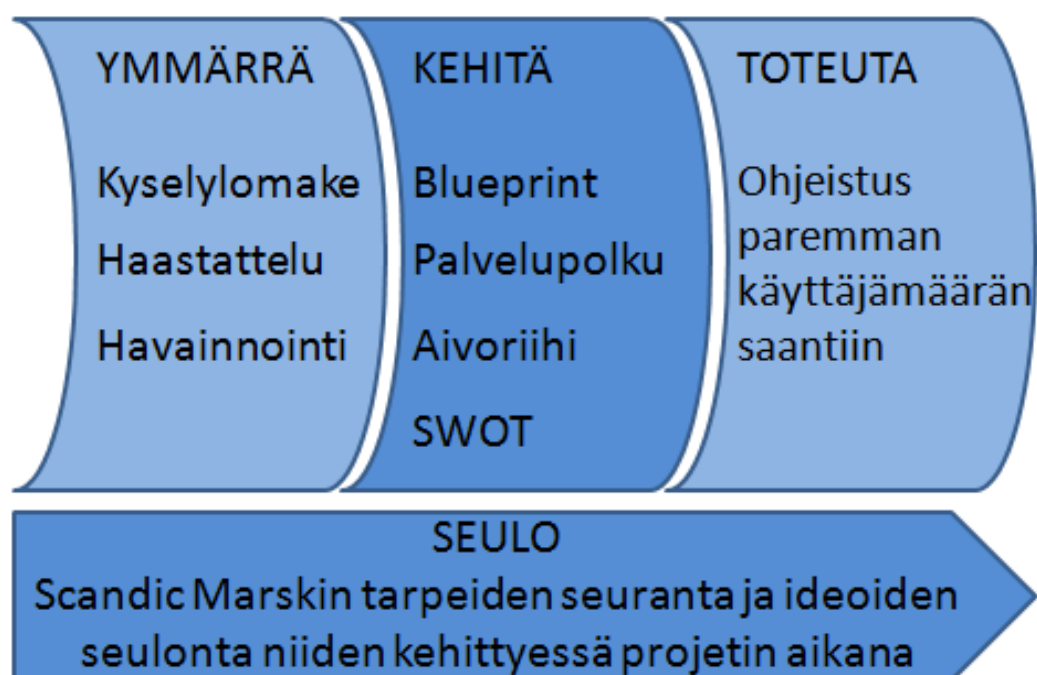 YMMÄRRÄ
Kyselylomake
Haastattelu
Havainnointi
KEHITÄ
Blueprint
Palvelupolku
Aivoriihi
SWOT
TOTEUTA
Ohjeistus
paremman
käyttäjämäärän
saantiin
SEULO
Scandic Marskin tarpeiden seuranta ja ideoiden
seulonta niiden kehittyessä projetin aikana